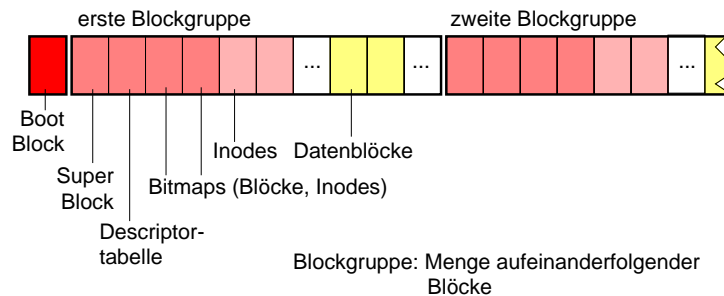 erste Blockgruppe
zweite Blockgruppe
... ... ...
Boot
Block
Inodes
Datenblöcke
Super
Block
Bitmaps (Blöcke, Inodes)
Descriptor-
tabelle
Blockgruppe: Menge aufeinanderfolgender
Blöcke